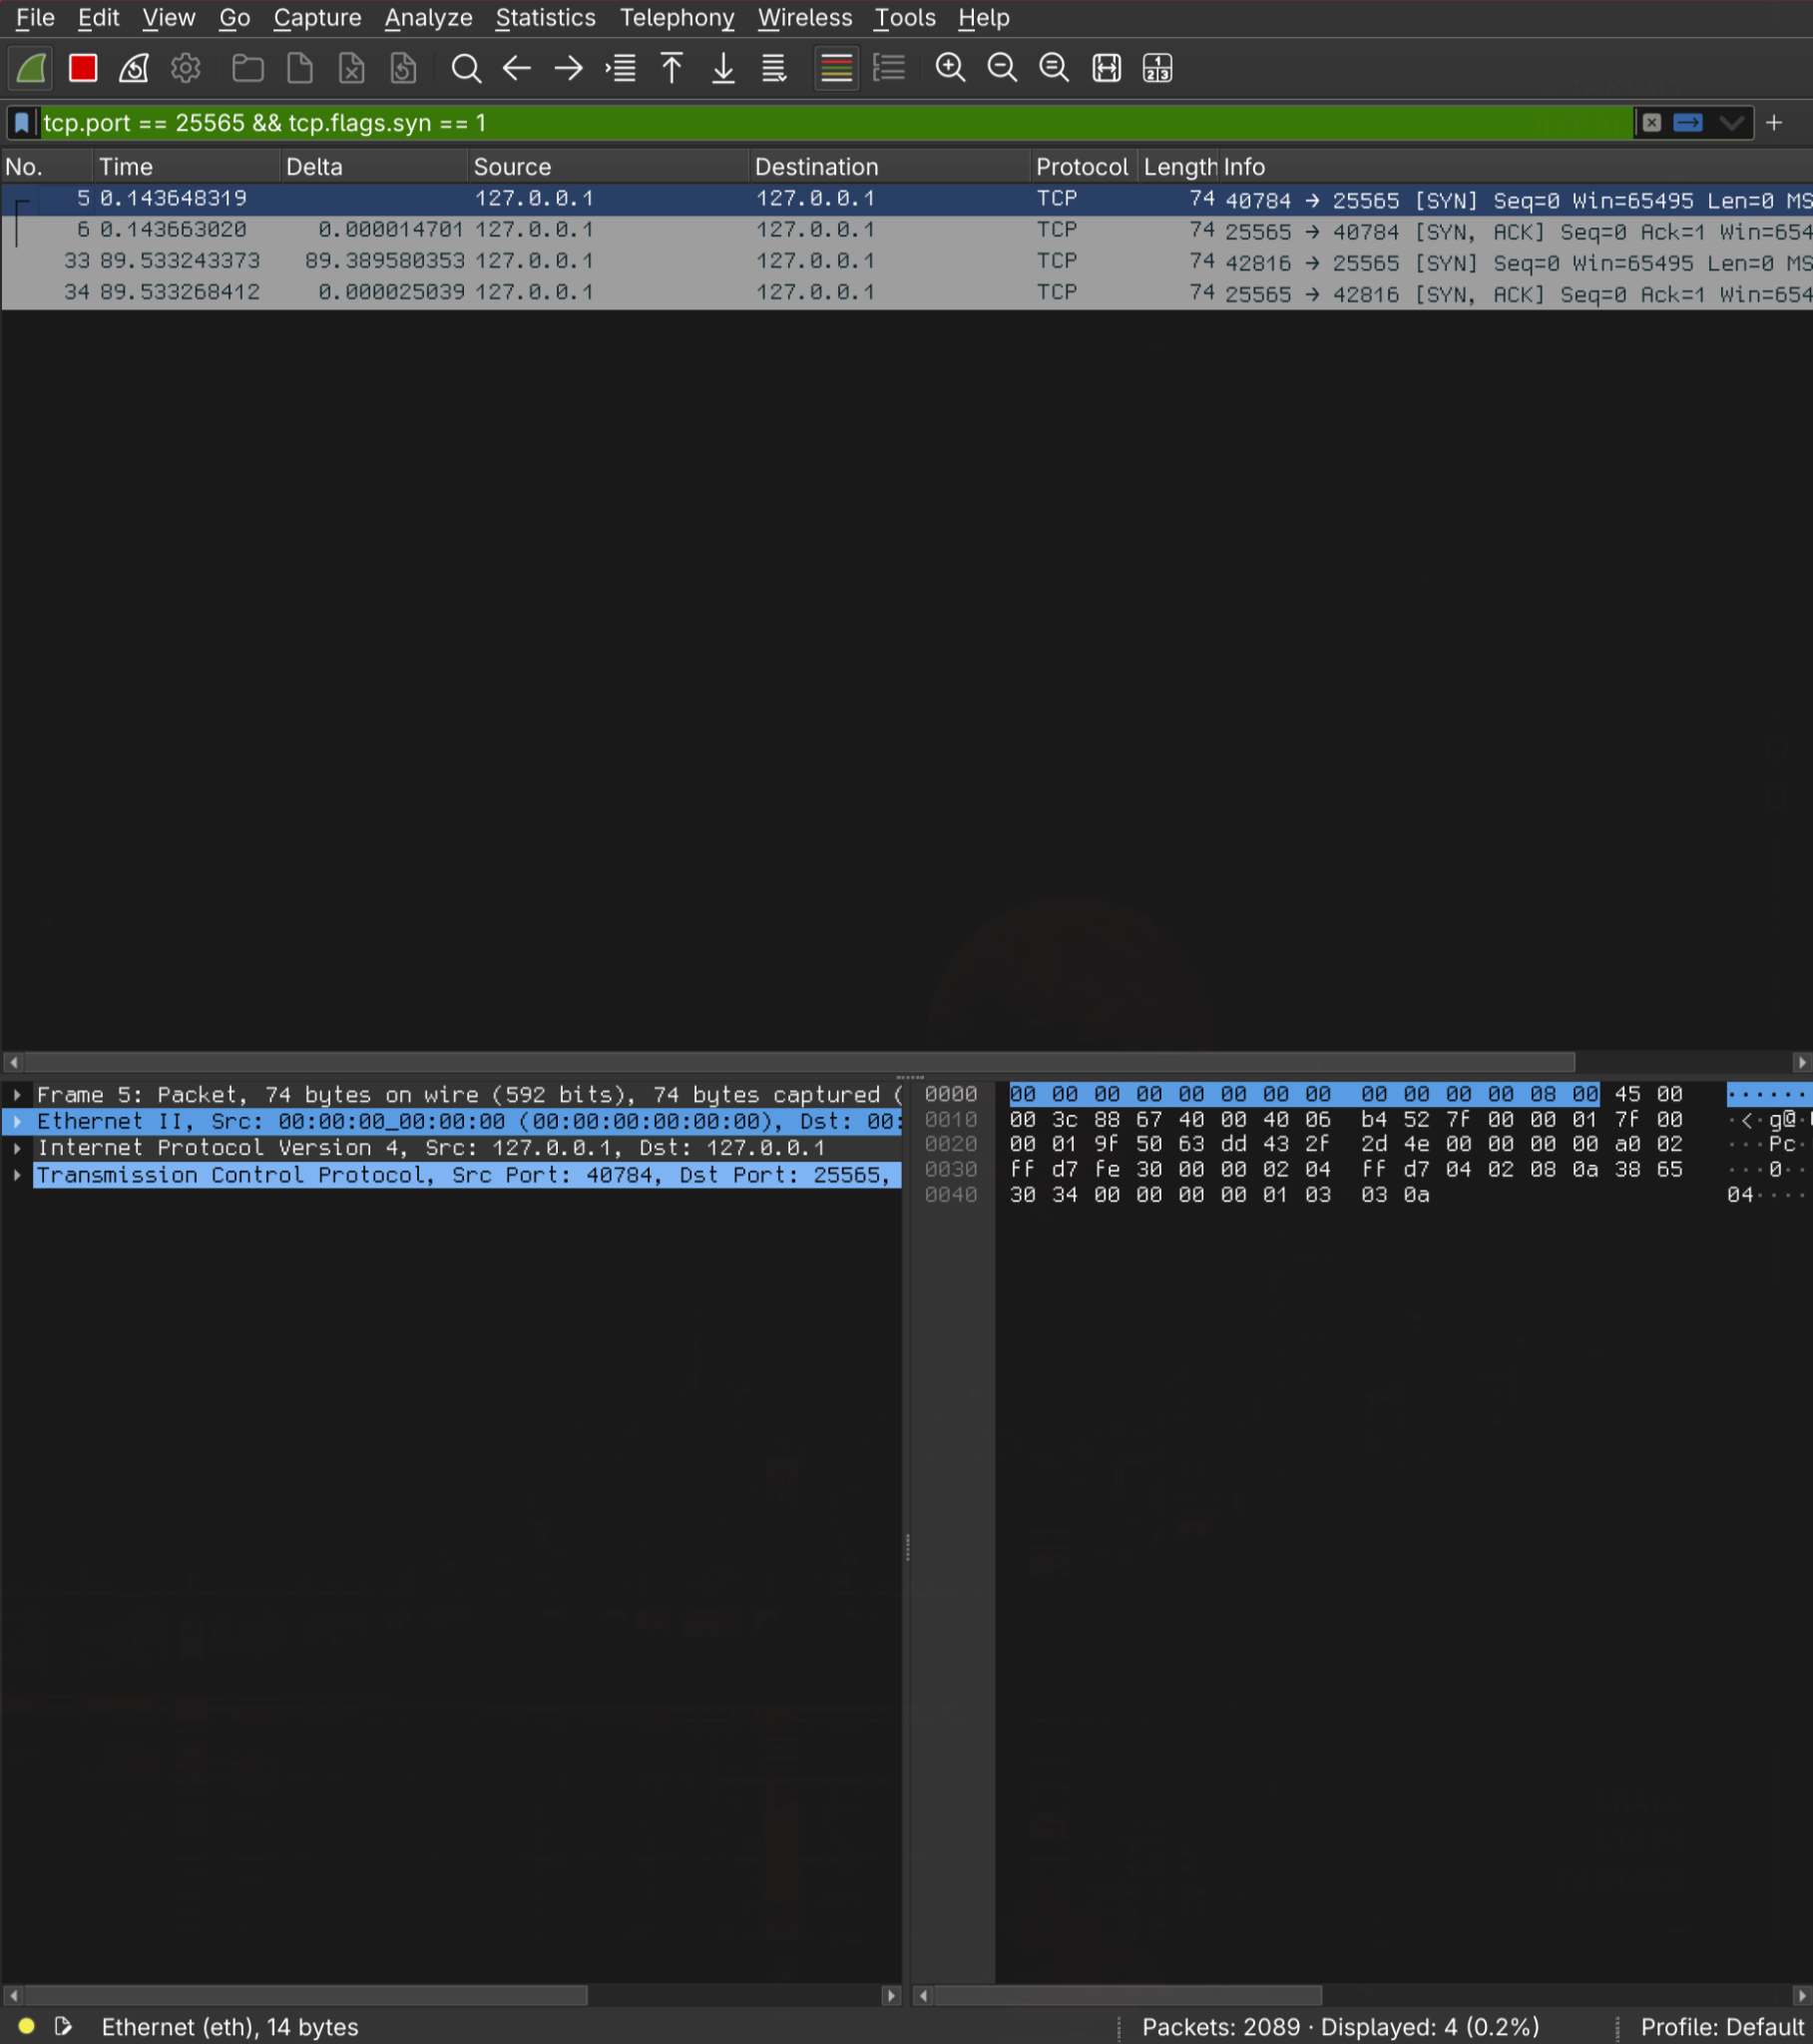 File Edit View Go Capture Analyze Statistics Telephony Wireless Tools Help
tcp.port == 25565 && tcp.flags.syn == 1
No. Time Delta Source Destination Protocol Length Info
5 0.143648319 127.0.0.1 127.0.0.1 TCP 74 40784 → 25565 [SYN] Seq=0 Win=65495 Len=0 MS
6 0.143663020 0.000014701 127.0.0.1 127.0.0.1 TCP 74 25565 → 40784 [SYN, ACK] Seq=0 Ack=1 Win=654
33 89.533243373 89.389580353 127.0.0.1 127.0.0.1 TCP 74 42816 → 25565 [SYN] Seq=0 Win=65495 Len=0 MS
34 89.533268412 0.000025039 127.0.0.1 127.0.0.1 TCP 74 25565 → 42816 [SYN, ACK] Seq=0 Ack=1 Win=654
Frame 5: Packet, 74 bytes on wire (592 bits), 74 bytes captured (
Ethernet II, Src: 00:00:00_00:00:00 (00:00:00:00:00:00), Dst: 00:
Internet Protocol Version 4, Src: 127.0.0.1, Dst: 127.0.0.1
Transmission Control Protocol, Src Port: 40784, Dst Port: 25565,
0000 00 00 00 00 00 00 00 00 00 00 00 00 08 00 45 00 ······
0010 00 3c 88 67 40 00 40 06 b4 52 7f 00 00 01 7f 00 ·<·g@·
0020 00 01 9f 50 63 dd 43 2f 2d 4e 00 00 00 00 a0 02 ···Pc·
0030 ff d7 fe 30 00 00 02 04 ff d7 04 02 08 0a 38 65 ···0··
0040 30 34 00 00 00 00 01 03 03 0a 04····
Ethernet (eth), 14 bytes Packets: 2089 · Displayed: 4 (0.2%) Profile: Default